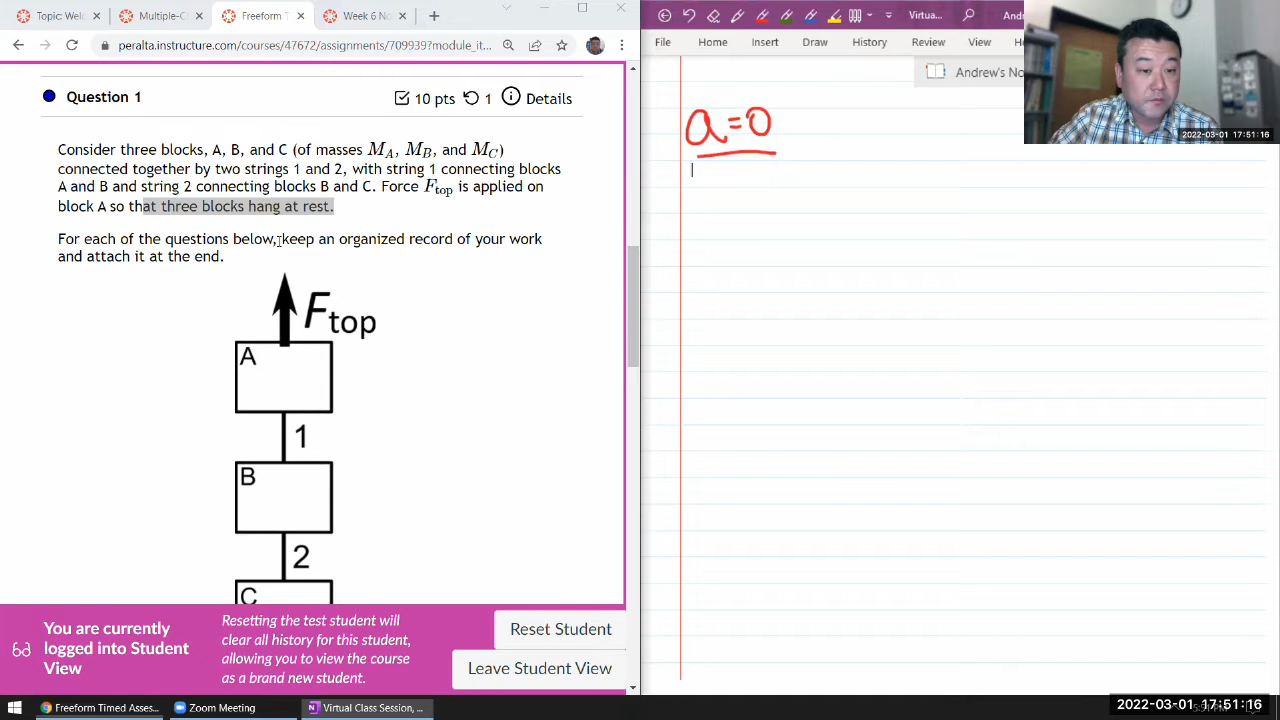 Topic Welco
Multiple-C
Freeform T
Week 6 No
peralta.instructure.com/courses/47672/assignments/709939?module_it...
Question 1
10 pts
1
Details
Consider three blocks, A, B, and C (of masses M_A, M_B, and M_C)
connected together by two strings 1 and 2, with string 1 connecting blocks
A and B and string 2 connecting blocks B and C. Force F_top is applied on
block A so that three blocks hang at rest.
For each of the questions below, keep an organized record of your work
and attach it at the end.
F_top
A
1
B
2
C
You are currently
logged into Student
View
Resetting the test student will
clear all history for this student,
allowing you to view the course
as a brand new student.
Reset Student
Leave Student View
Virtua...
And
File
Home
Insert
Draw
History
Review
View
H
Andrew's No
a=0
2022-03-01 17:51:16
Freeform Timed Asses...
Zoom Meeting
Virtual Class Session, ...
2022-03-01 17:51:16